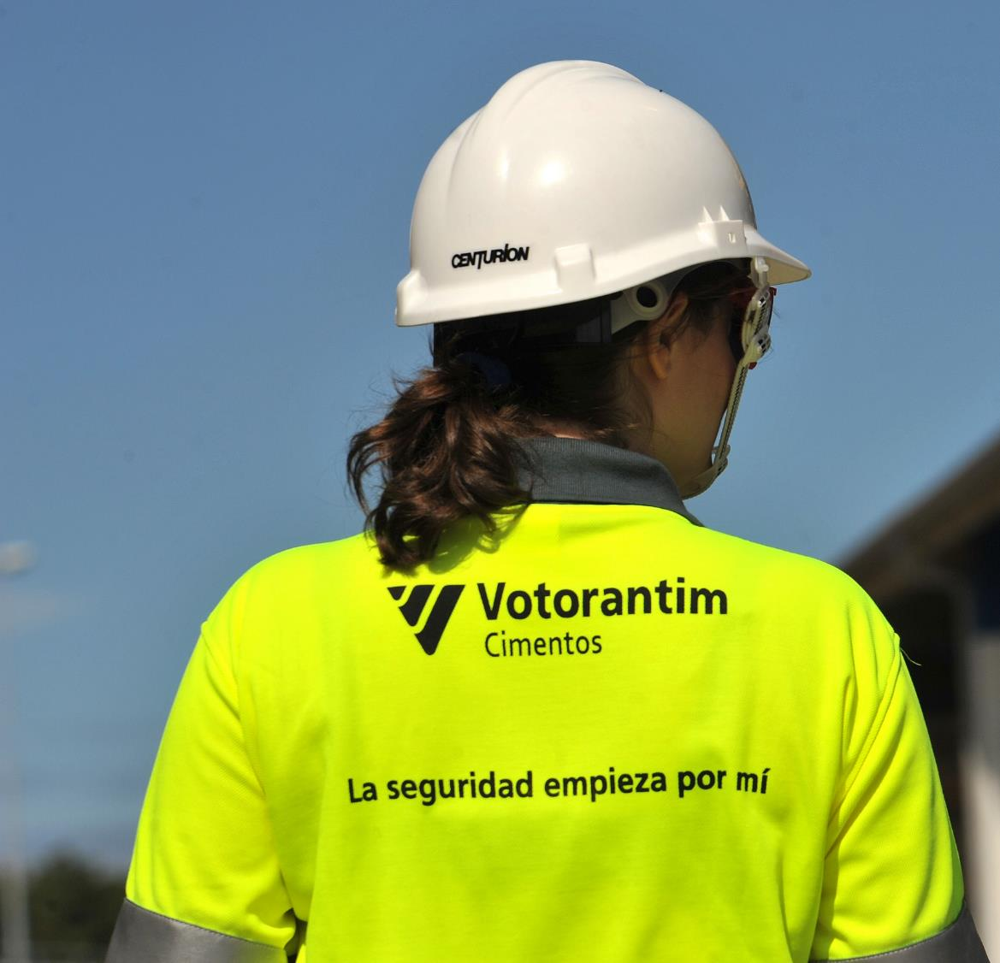 CENTURION
Votorantim
Cimentos
La seguridad empieza por mí